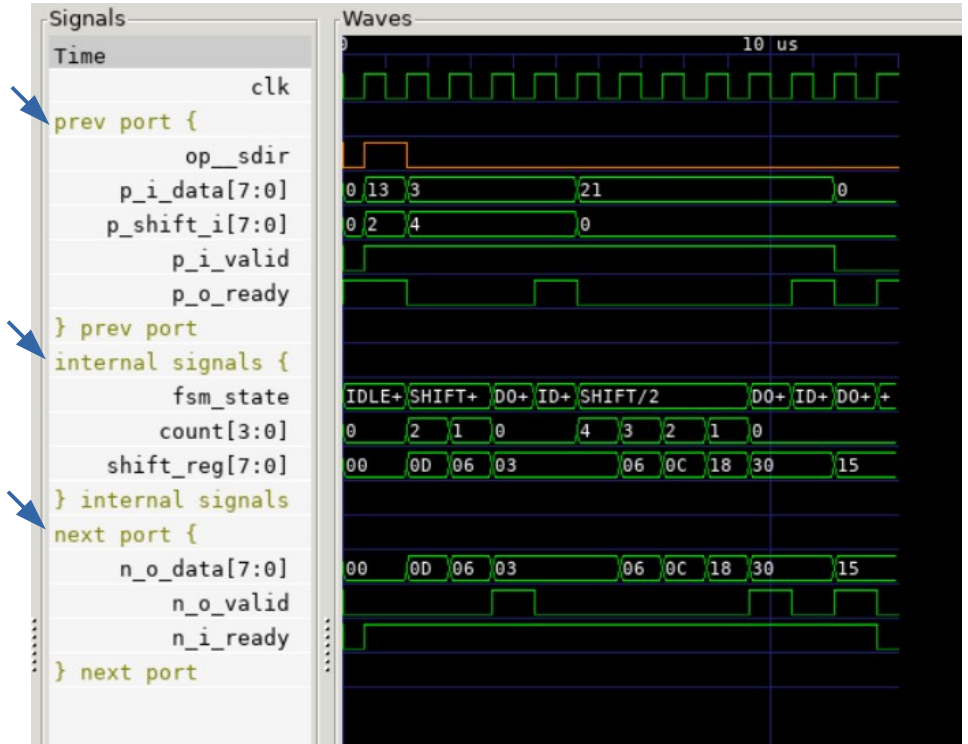 Signals Waves
Time 0 10 us
clk
prev port {
op__sdir
p_i_data[7:0] 0 13 3 21 0
p_shift_i[7:0] 0 2 4 0
p_i_valid
p_o_ready
} prev port
internal signals {
fsm_state IDLE+ SHIFT+ DO+ ID+ SHIFT/2 DO+ ID+ DO+ +
count[3:0] 0 2 1 0 4 3 2 1 0
shift_reg[7:0] 00 0D 06 03 06 0C 18 30 15
} internal signals
next port {
n_o_data[7:0] 00 0D 06 03 06 0C 18 30 15
n_o_valid
n_i_ready
} next port